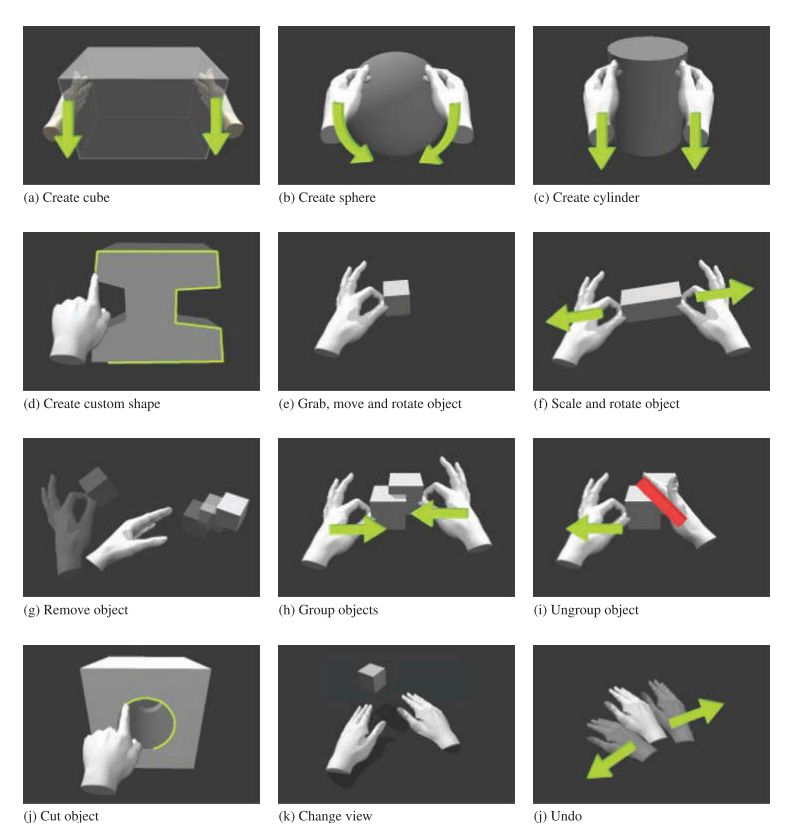 (a) Create cube
(b) Create sphere
(c) Create cylinder
(d) Create custom shape
(e) Grab, move and rotate object
(f) Scale and rotate object
(g) Remove object
(h) Group objects
(i) Ungroup object
(j) Cut object
(k) Change view
(j) Undo